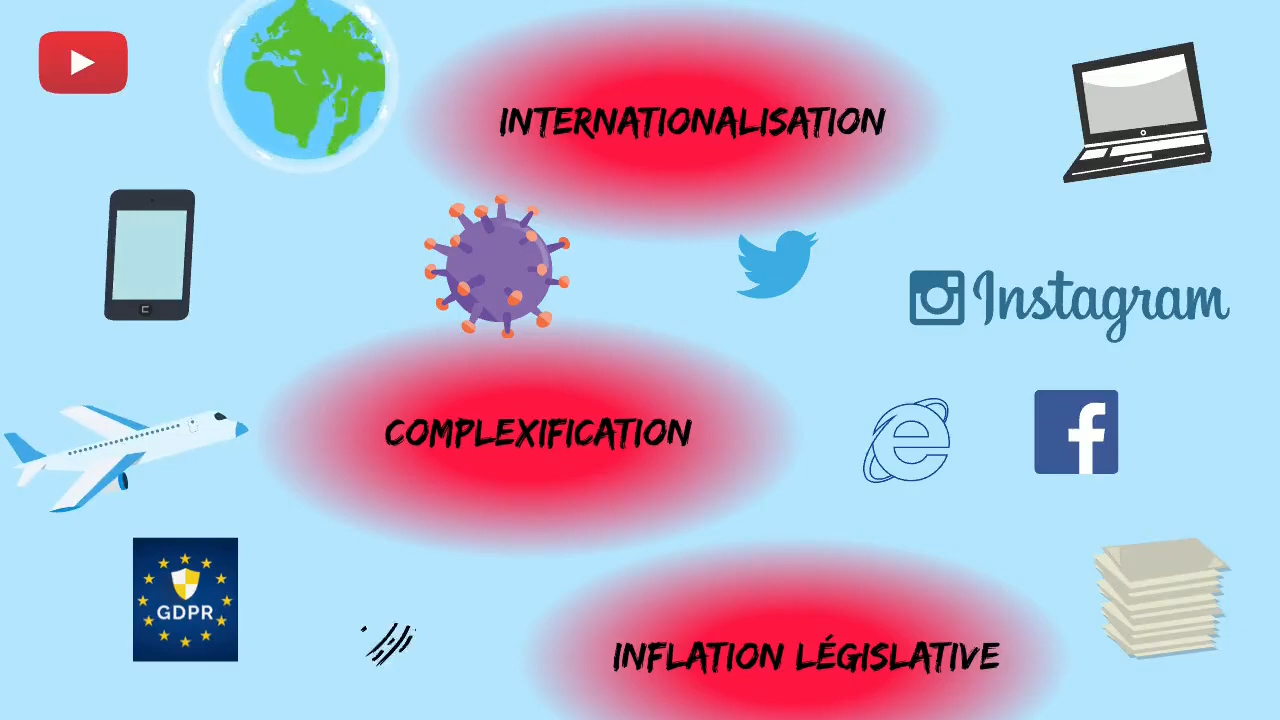 INTERNATIONALISATION
Instagram
COMPLEXIFICATION
GDPR
INFLATION LÉGISLATIVE